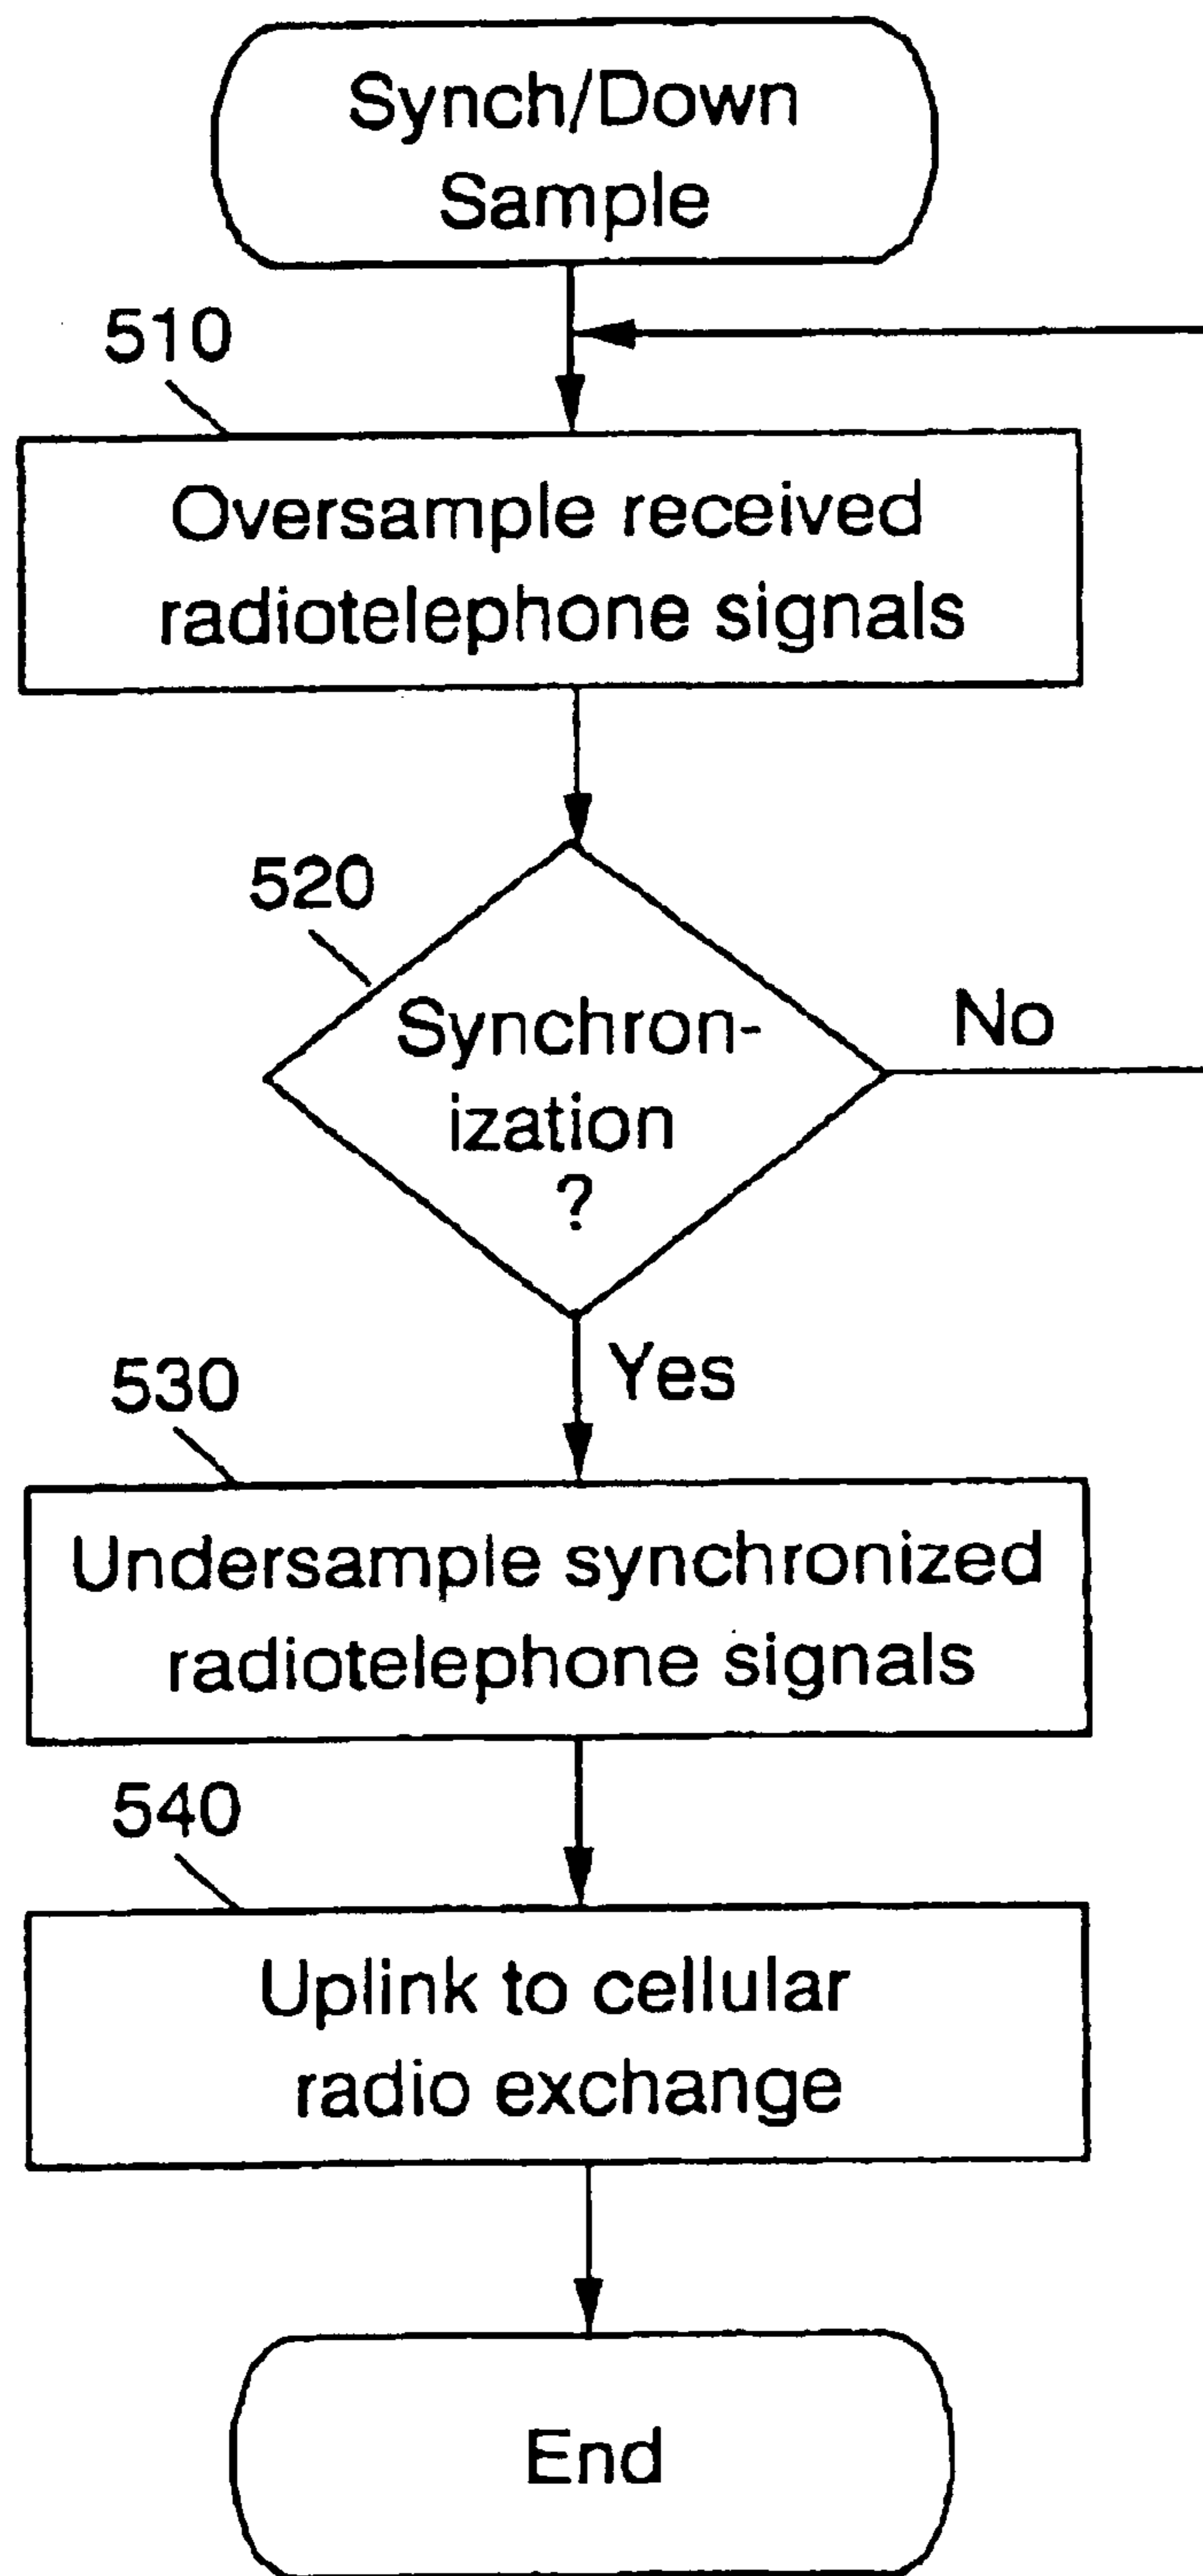 Synch/Down
Sample
510
Oversample received
radiotelephone signals
520
Synchron-
ization
?
No
Yes
530
Undersample synchronized
radiotelephone signals
540
Uplink to cellular
radio exchange
End